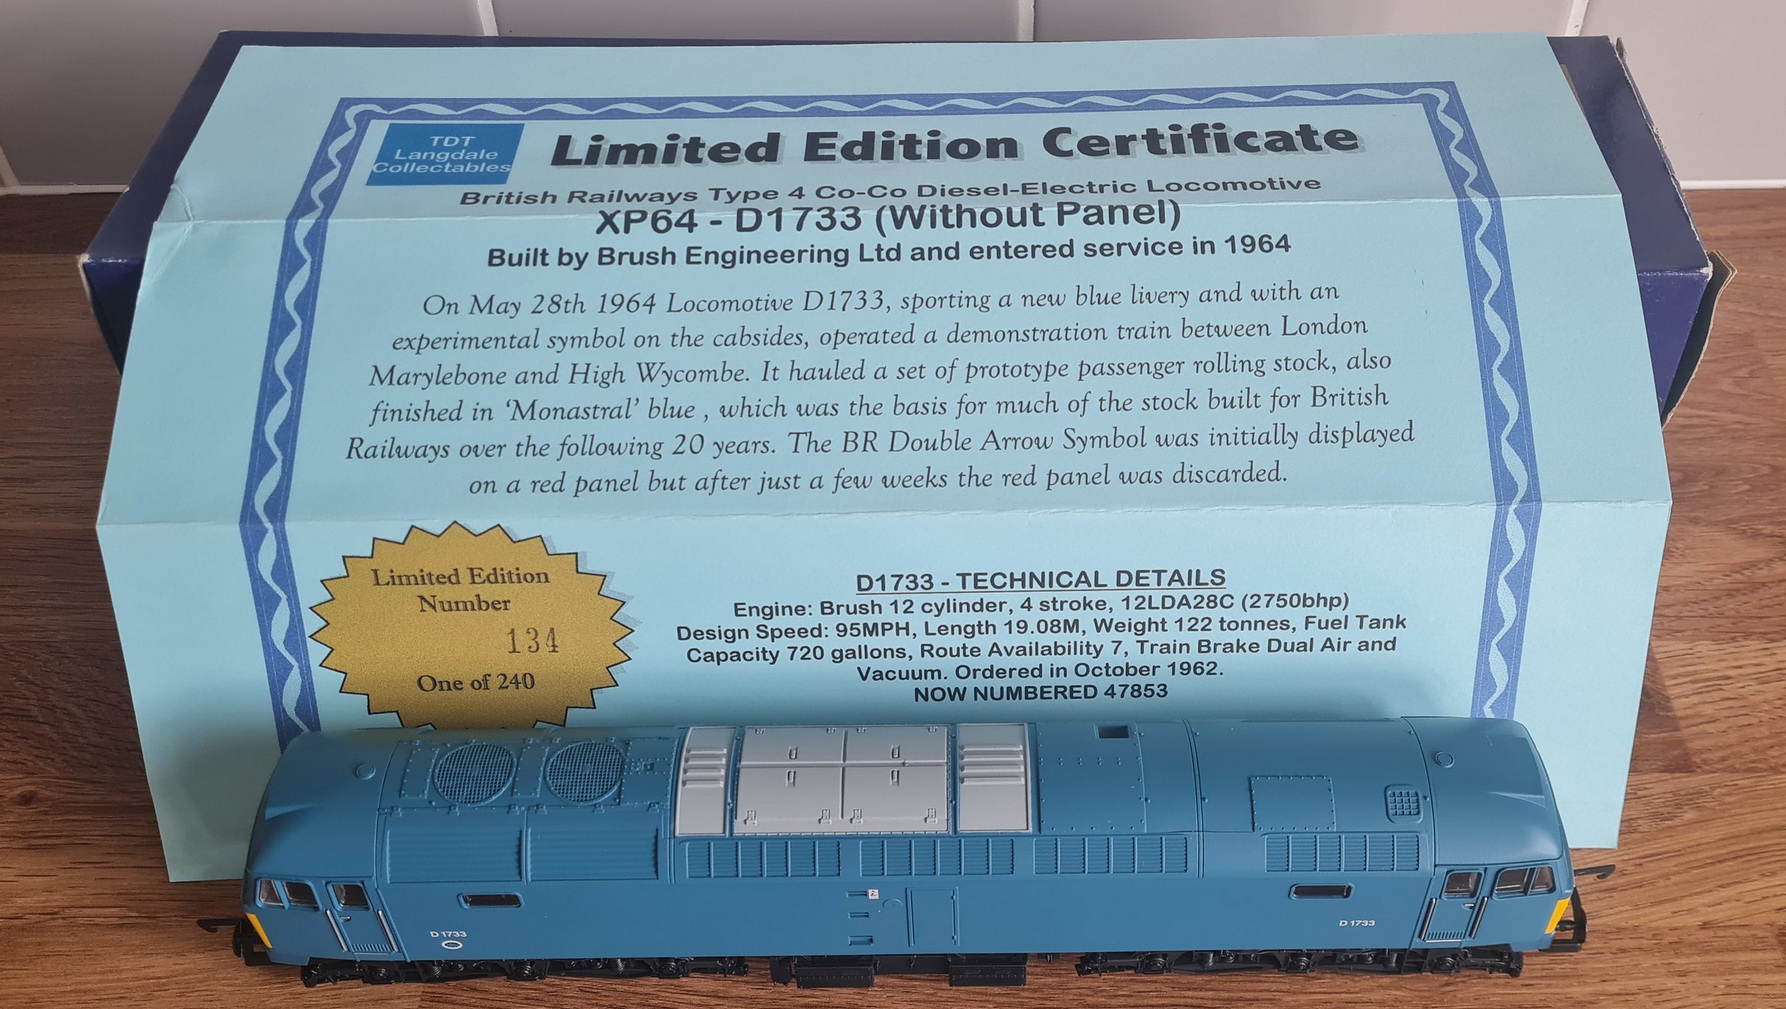 TDT
Langdale
Collectables
Limited Edition Certificate
British Railways Type 4 Co-Co Diesel-Electric Locomotive
XP64 - D1733 (Without Panel)
Built by Brush Engineering Ltd and entered service in 1964
On May 28th 1964 Locomotive D1733, sporting a new blue livery and with an
experimental symbol on the cabsides, operated a demonstration train between London
Marylebone and High Wycombe. It hauled a set of prototype passenger rolling stock, also
finished in ‘Monastral’ blue , which was the basis for much of the stock built for British
Railways over the following 20 years. The BR Double Arrow Symbol was initially displayed
on a red panel but after just a few weeks the red panel was discarded.
Limited Edition
Number
134
One of 240
D1733 - TECHNICAL DETAILS
Engine: Brush 12 cylinder, 4 stroke, 12LDA28C (2750bhp)
Design Speed: 95MPH, Length 19.08M, Weight 122 tonnes, Fuel Tank
Capacity 720 gallons, Route Availability 7, Train Brake Dual Air and
Vacuum. Ordered in October 1962.
NOW NUMBERED 47853
D1733
D1733